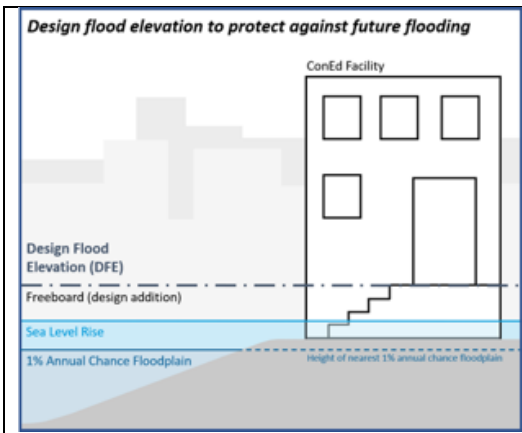 Design flood elevation to protect against future flooding
ConEd Facility
Design Flood
Elevation (DFE)
Freeboard (design addition)
Sea Level Rise
1% Annual Chance Floodplain
Height of nearest 1% annual chance floodplain